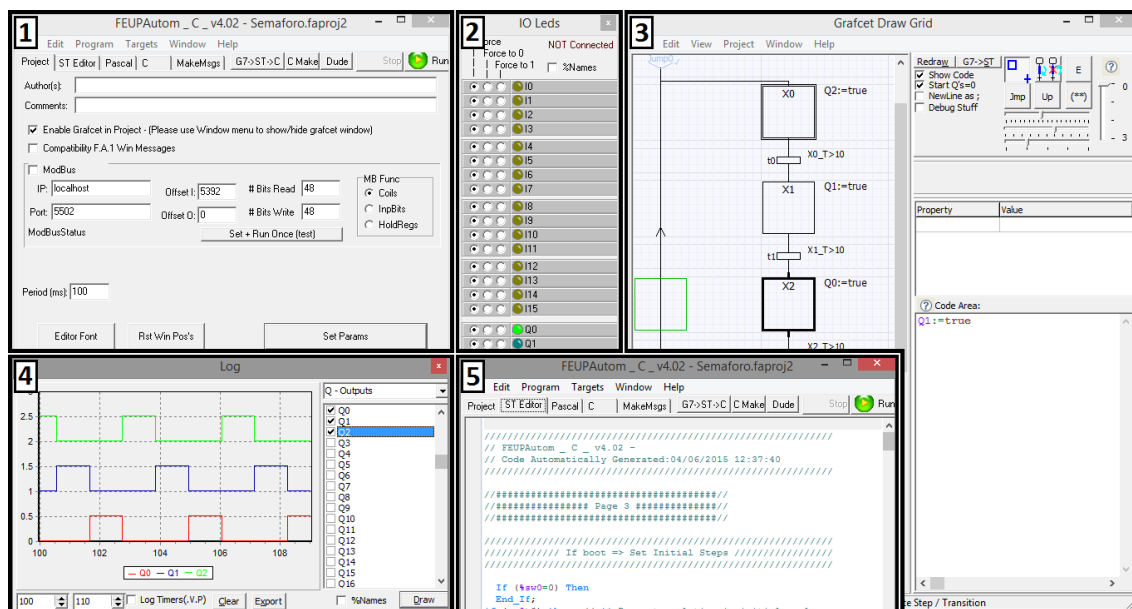 1
FEUPAutom _ C _ v4.02 - Semaforo.faproj2
Edit Program Targets Window Help
Project ST Editor Pascal C MakeMsgs G7->ST->C C Make Dude Stop Run
Author(s):
Comments:
Enable Grafcet in Project - (Please use Window menu to show/hide grafcet window)
Compatibility F.A.1 Win Messages
ModBus
IP: localhost Offset I: 5392 # Bits Read 48
Port: 5502 Offset O: 0 # Bits Write 48
ModBusStatus Set + Run Once (test)
MB Func
Coils
InpBits
HoldRegs
Period (ms): 100
Editor Font Rst Win Pos's Set Params
2
IO Leds x
NOT Connected
Force to 0
Force to 1 %Names
I0
I1
I2
I3
I4
I5
I6
I7
I8
I9
I10
I11
I12
I13
I14
I15
Q0
Q1
3
Grafcet Draw Grid
Edit View Project Window Help
Jump0
X0 Q2:=true
t0 X0_T>10
X1 Q1:=true
t1 X1_T>10
X2 Q0:=true
X2_T>10
Redraw G7->ST
Show Code
Start Q's=0
NewLine as ;
Debug Stuff
E
Jmp Up (**)
?
0
3
Property Value
? Code Area:
Q1:=true
e Step / Transition
4
Log x
2.5
2
1.5
1
0.5
0
100 102 104 106 108
Q0 Q1 Q2
Q - Outputs
Q0
Q1
Q2
Q3
Q4
Q5
Q6
Q7
Q8
Q9
Q10
Q11
Q12
Q13
Q14
Q15
Q16
100 110 Log Timers(.V.P) Clear Export %Names Draw
5
FEUPAutom _ C _ v4.02 - Semaforo.faproj2
Edit Program Targets Window Help
Project ST Editor Pascal C MakeMsgs G7->ST->C C Make Dude Stop Run
////////////////////////////////////////////////////////////
// FEUPAutom _ C _ v4.02 -
// Code Automatically Generated:04/06/2015 12:37:40
////////////////////////////////////////////////////////////
//######################################//
//################ Page 3 ##############//
//######################################//
////////////////////////////////////////////////////////////
///////////// If boot => Set Initial Steps /////////////////
////////////////////////////////////////////////////////////
If (%sw0=0) Then
End_If;